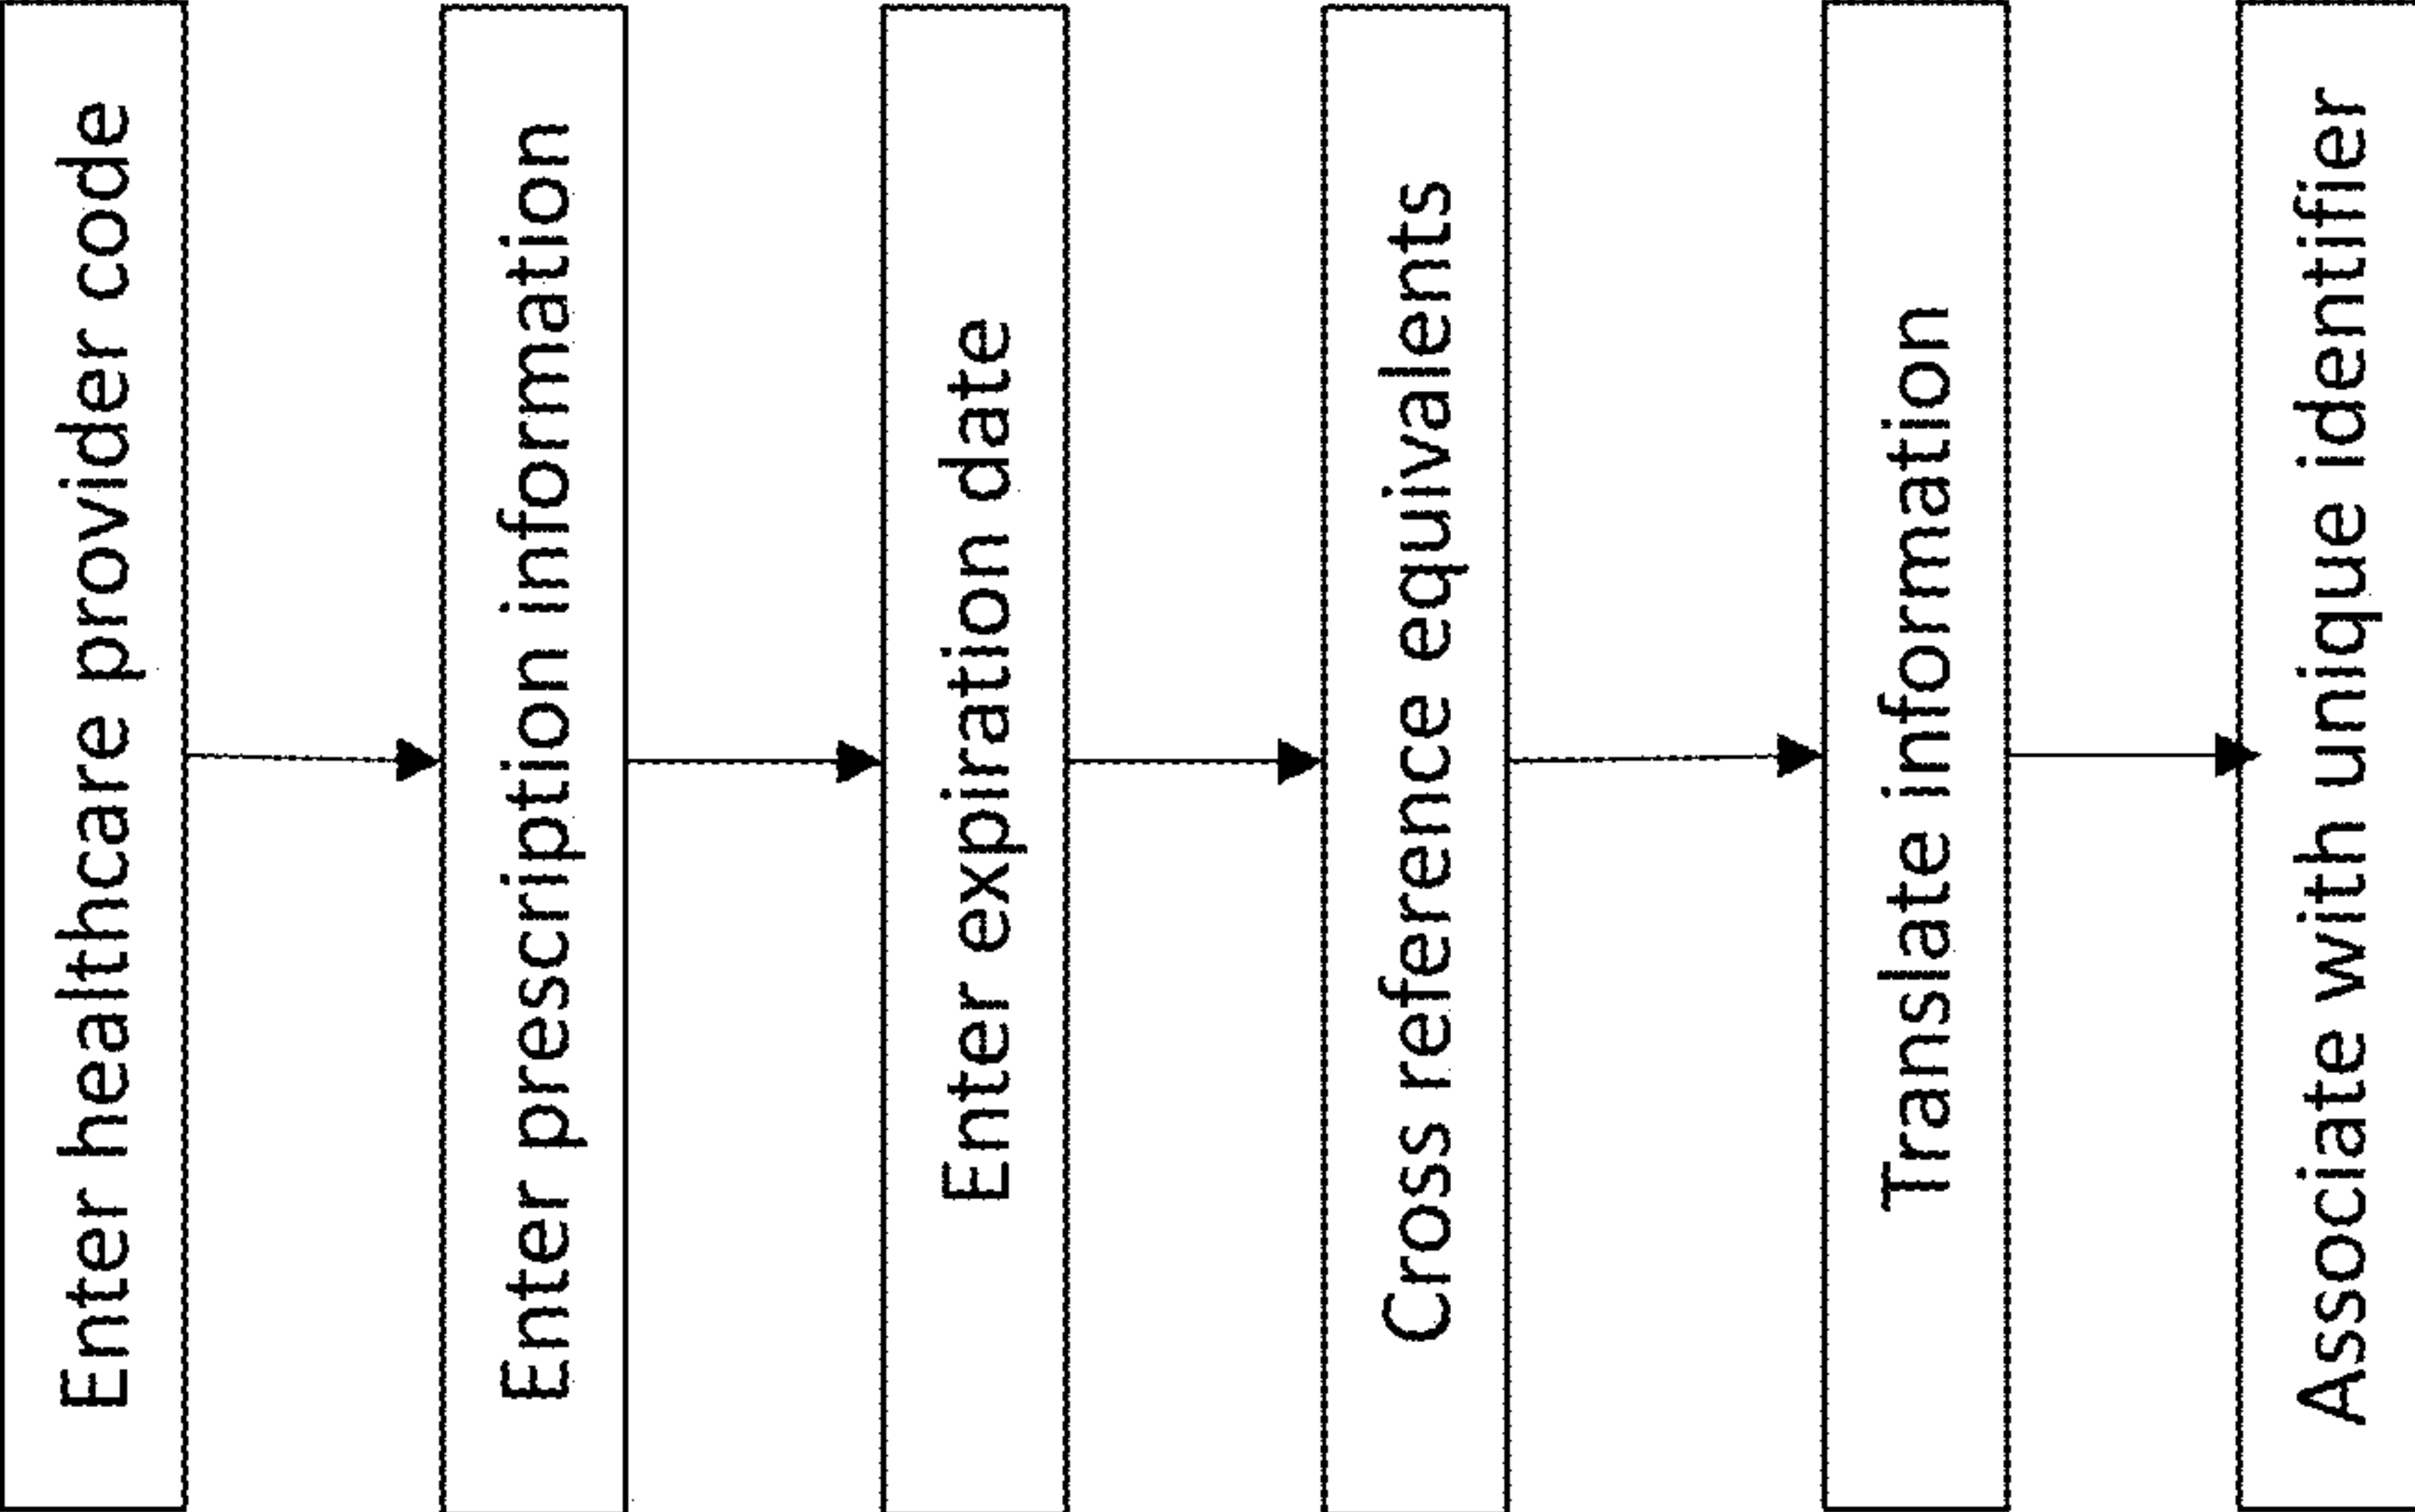 Enter healthcare provider code
Enter prescription information
Enter expiration date
Cross reference equivalents
Translate information
Associate with unique identifier